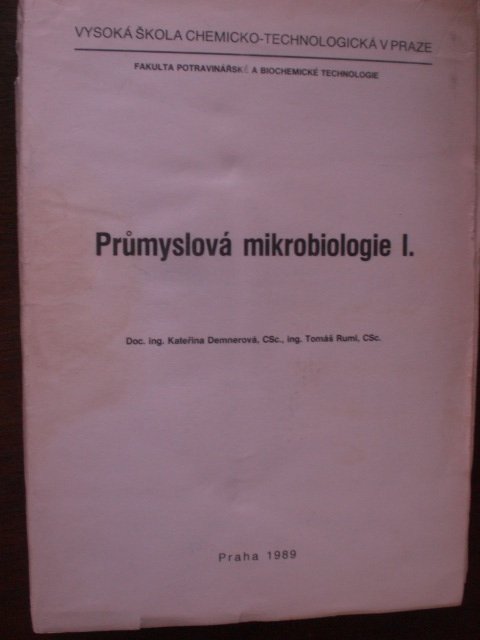 VYSOKÁ ŠKOLA CHEMICKO-TECHNOLOGICKÁ V PRAZE
FAKULTA POTRAVINÁŘSKÉ A BIOCHEMICKÉ TECHNOLOGIE
Průmyslová mikrobiologie I.
Doc. ing. Kateřina Demnerová, CSc., ing. Tomáš Ruml, CSc.
Praha 1989